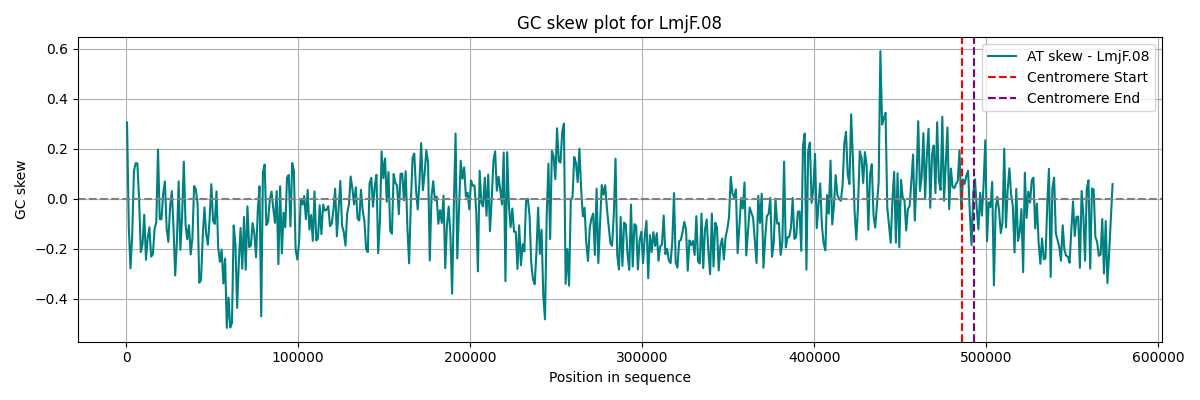 GC skew plot for LmjF.08
GC skew
0.6
0.4
0.2
0.0
−0.2
−0.4
AT skew - LmjF.08
Centromere Start
Centromere End
0
100000
200000
300000
400000
500000
600000
Position in sequence